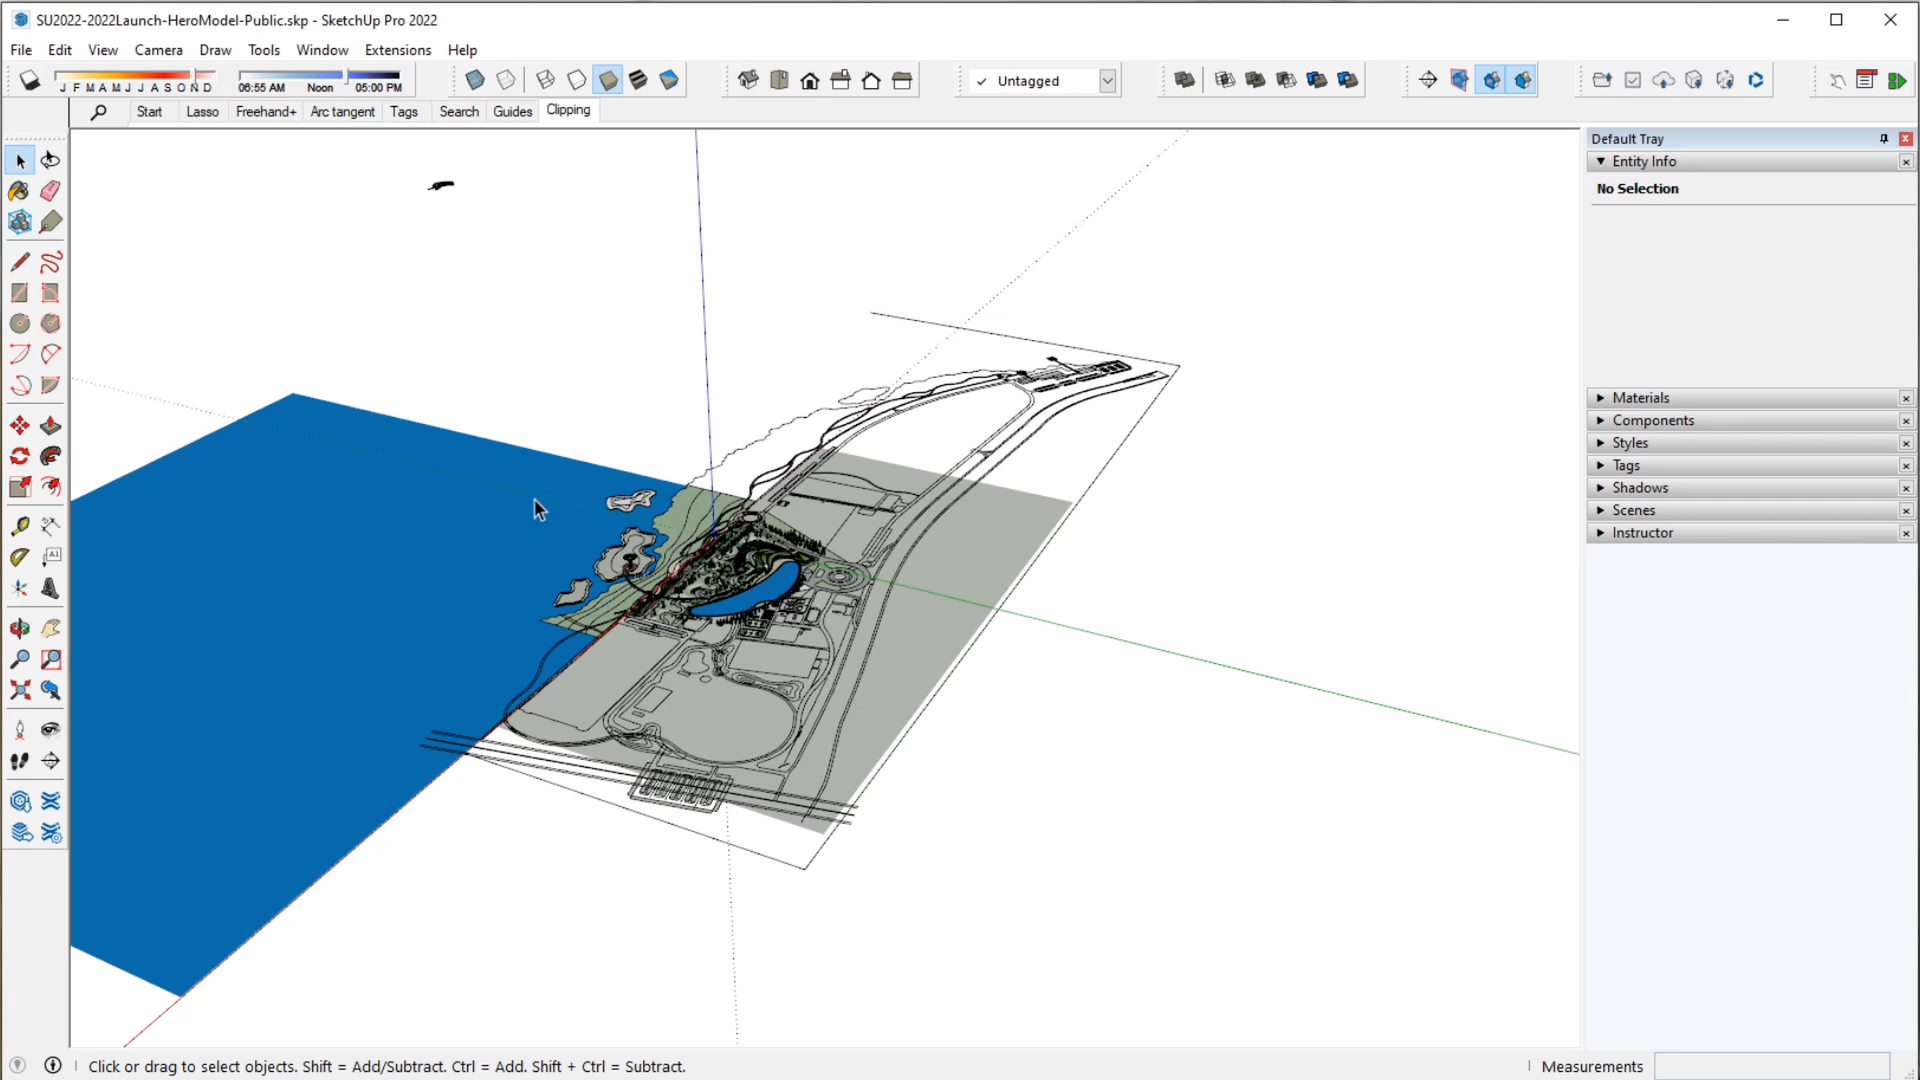 SU2022-2022Launch-HeroModel-Public.skp - SketchUp Pro 2022
File Edit View Camera Draw Tools Window Extensions Help
J F M A M J J A S O N D
06:55 AM Noon 05:00 PM
Untagged
Start Lasso Freehand+ Arc tangent Tags Search Guides Clipping
Default Tray
Entity Info
No Selection
Materials
Components
Styles
Tags
Shadows
Scenes
Instructor
A1
Click or drag to select objects. Shift = Add/Subtract. Ctrl = Add. Shift + Ctrl = Subtract.
Measurements